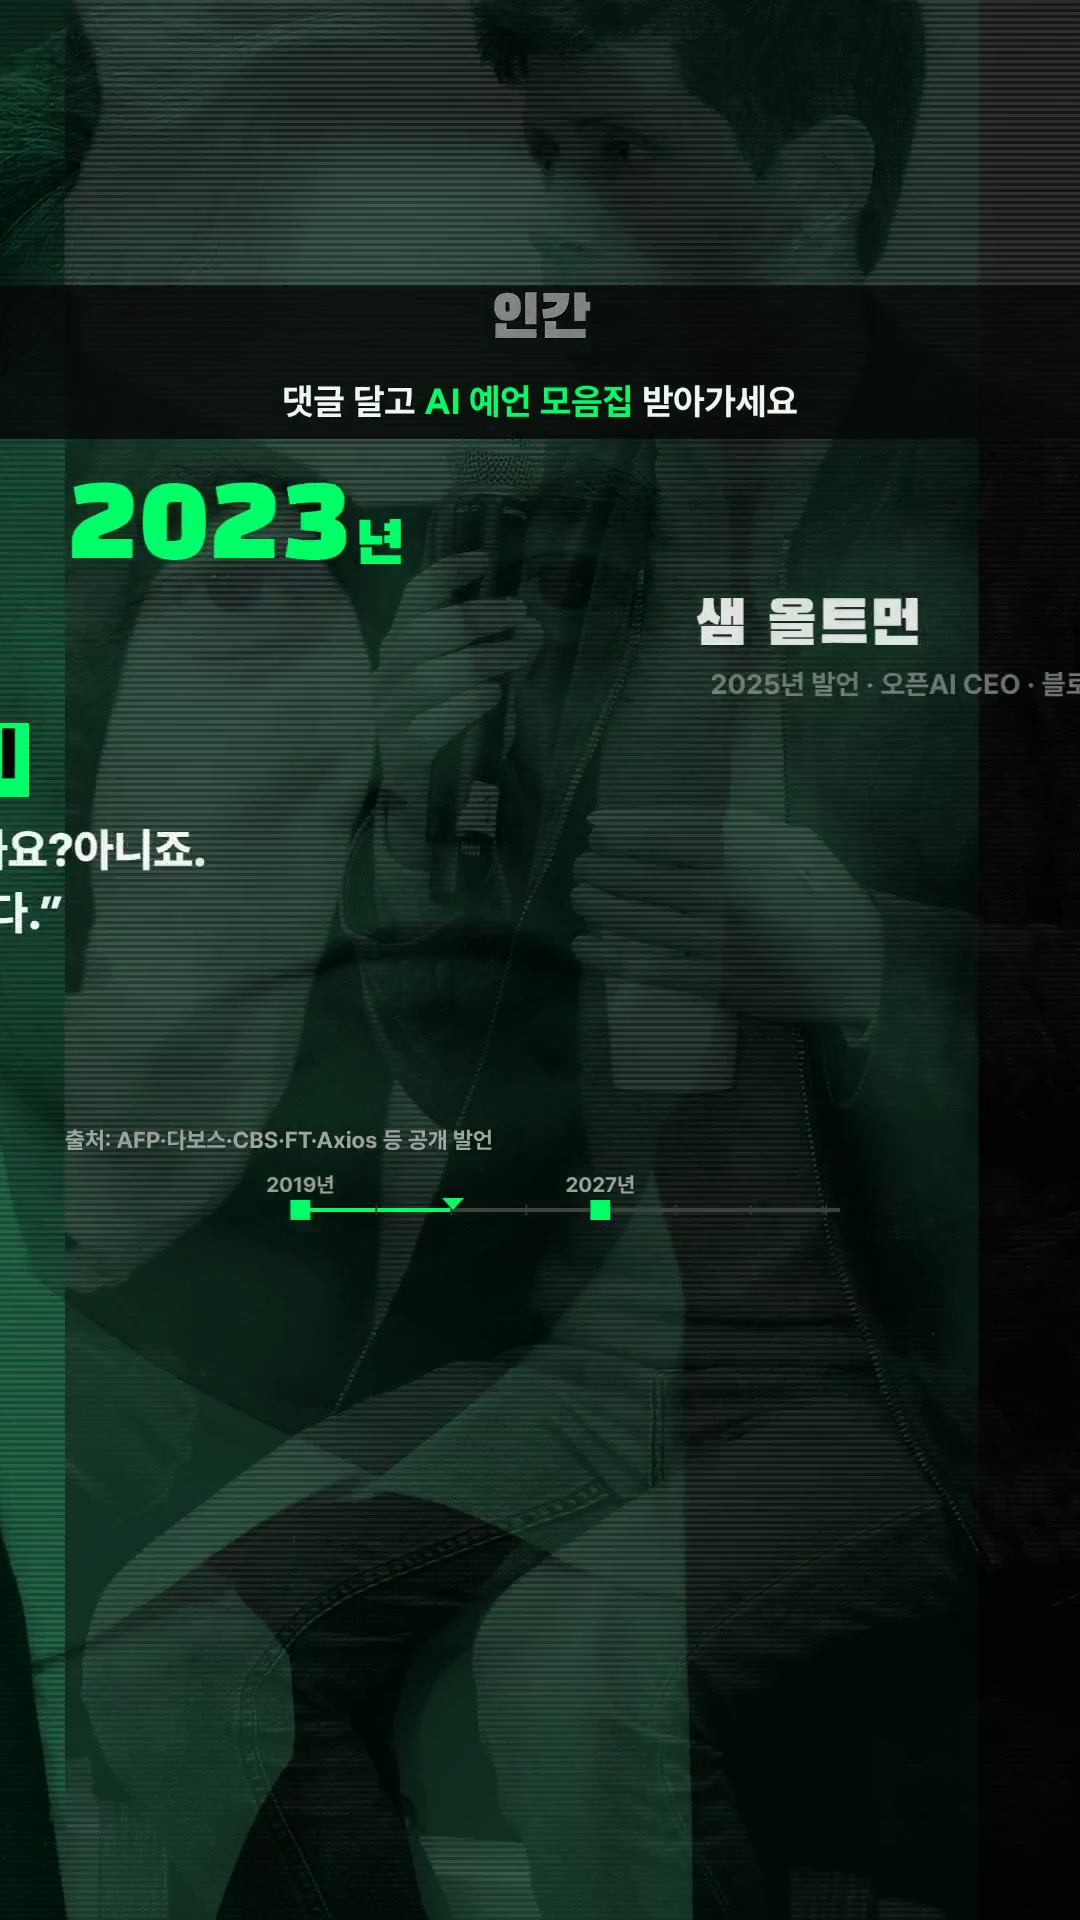 인간
댓글 달고 AI 예언 모음집 받아가세요
2023년
샘 올트먼
2025년 발언 · 오픈AI CEO ·
요?아니죠.
다.”
출처: AFP·다보스·CBS·FT·Axios 등 공개 발언
2019년 2027년